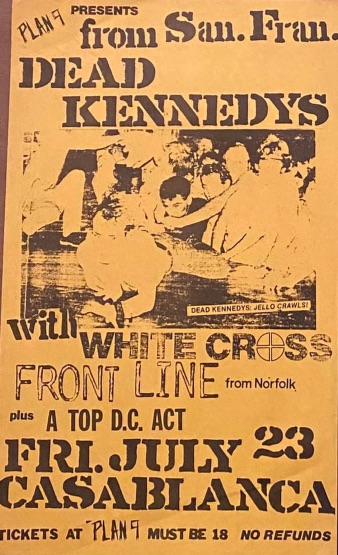 PLAN 9 PRESENTS
from San. Fran.
DEAD
KENNEDYS
DEAD KENNEDYS: JELLO CRAWLS!
with
WHITE CROSS
FRONT LINE from Norfolk
plus A TOP D.C. ACT
FRI. JULY 23
CASABLANCA
TICKETS AT PLAN 9 MUST BE 18 NO REFUNDS